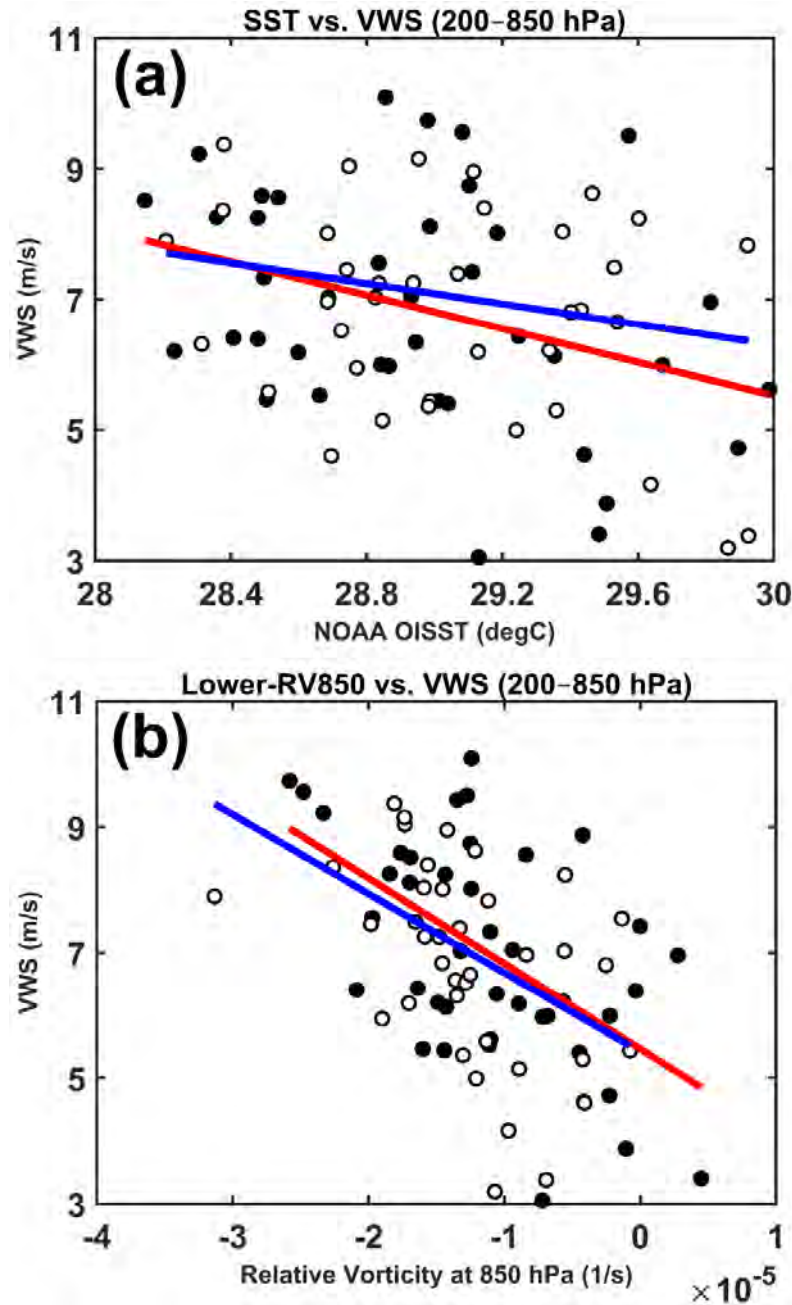 SST vs. VWS (200–850 hPa)
(a)
11
9
7
5
3
VWS (m/s)
28 28.4 28.8 29.2 29.6 30
NOAA OISST (degC)
Lower-RV850 vs. VWS (200–850 hPa)
(b)
11
9
7
5
3
VWS (m/s)
-4 -3 -2 -1 0 1
Relative Vorticity at 850 hPa (1/s) ×10⁻⁵